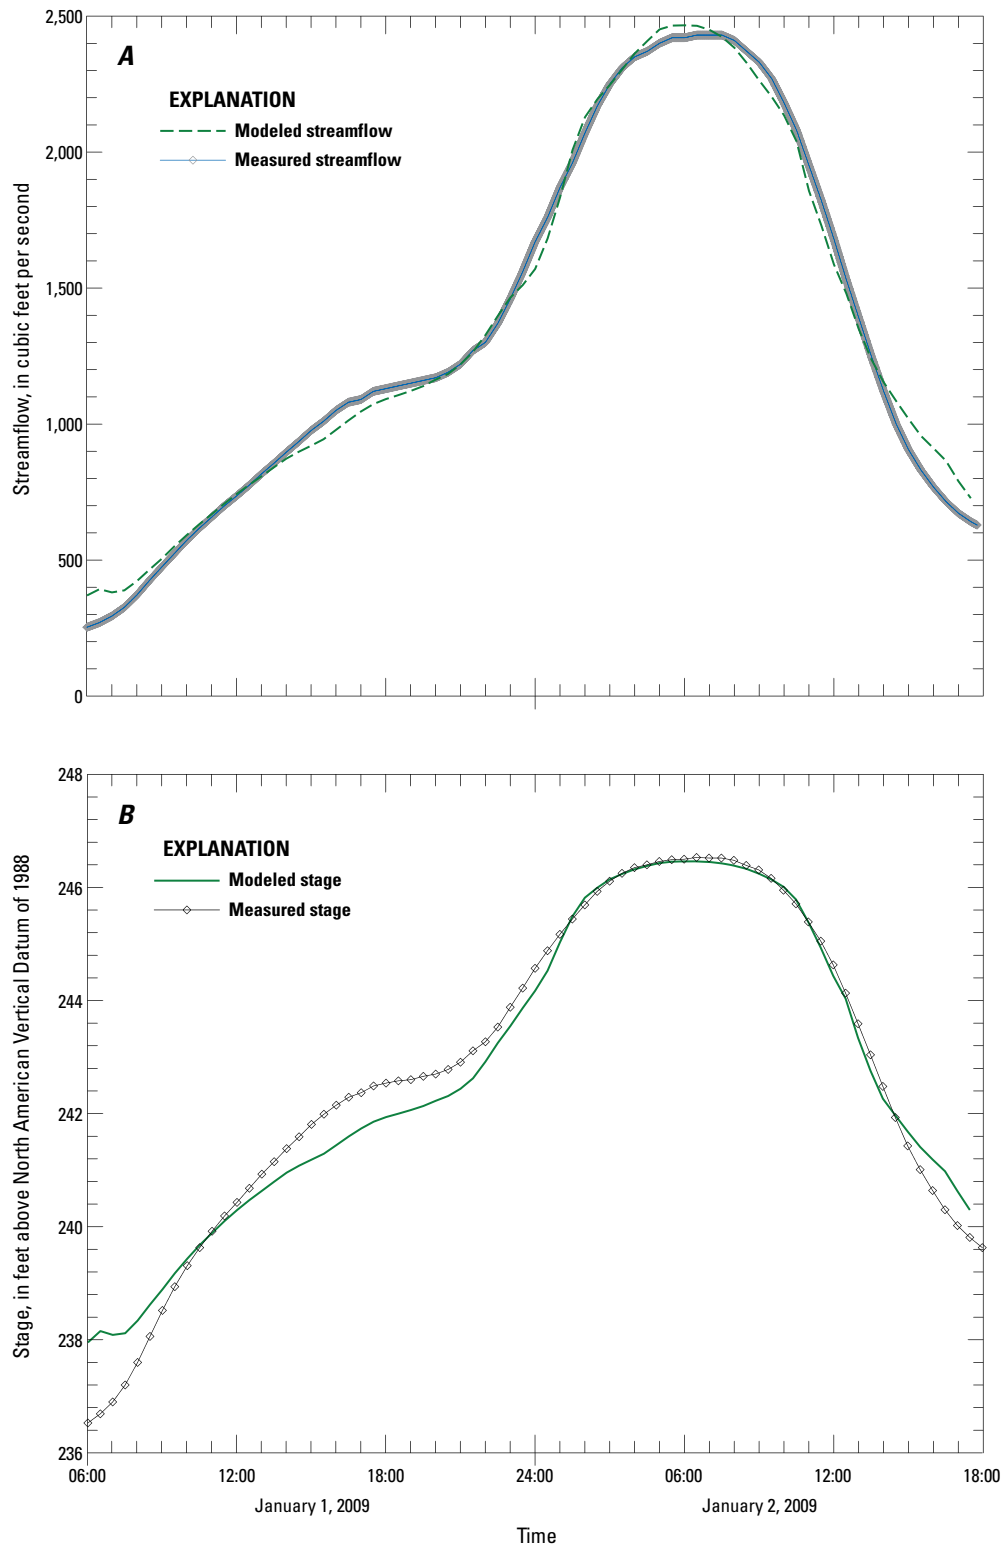 2,500
A
EXPLANATION
Modeled streamflow
Measured streamflow
2,000
1,500
1,000
500
0
Streamflow, in cubic feet per second
248
B
EXPLANATION
Modeled stage
Measured stage
246
244
242
240
238
236
Stage, in feet above North American Vertical Datum of 1988
06:00 12:00 18:00 24:00 06:00 12:00 18:00
January 1, 2009 January 2, 2009
Time